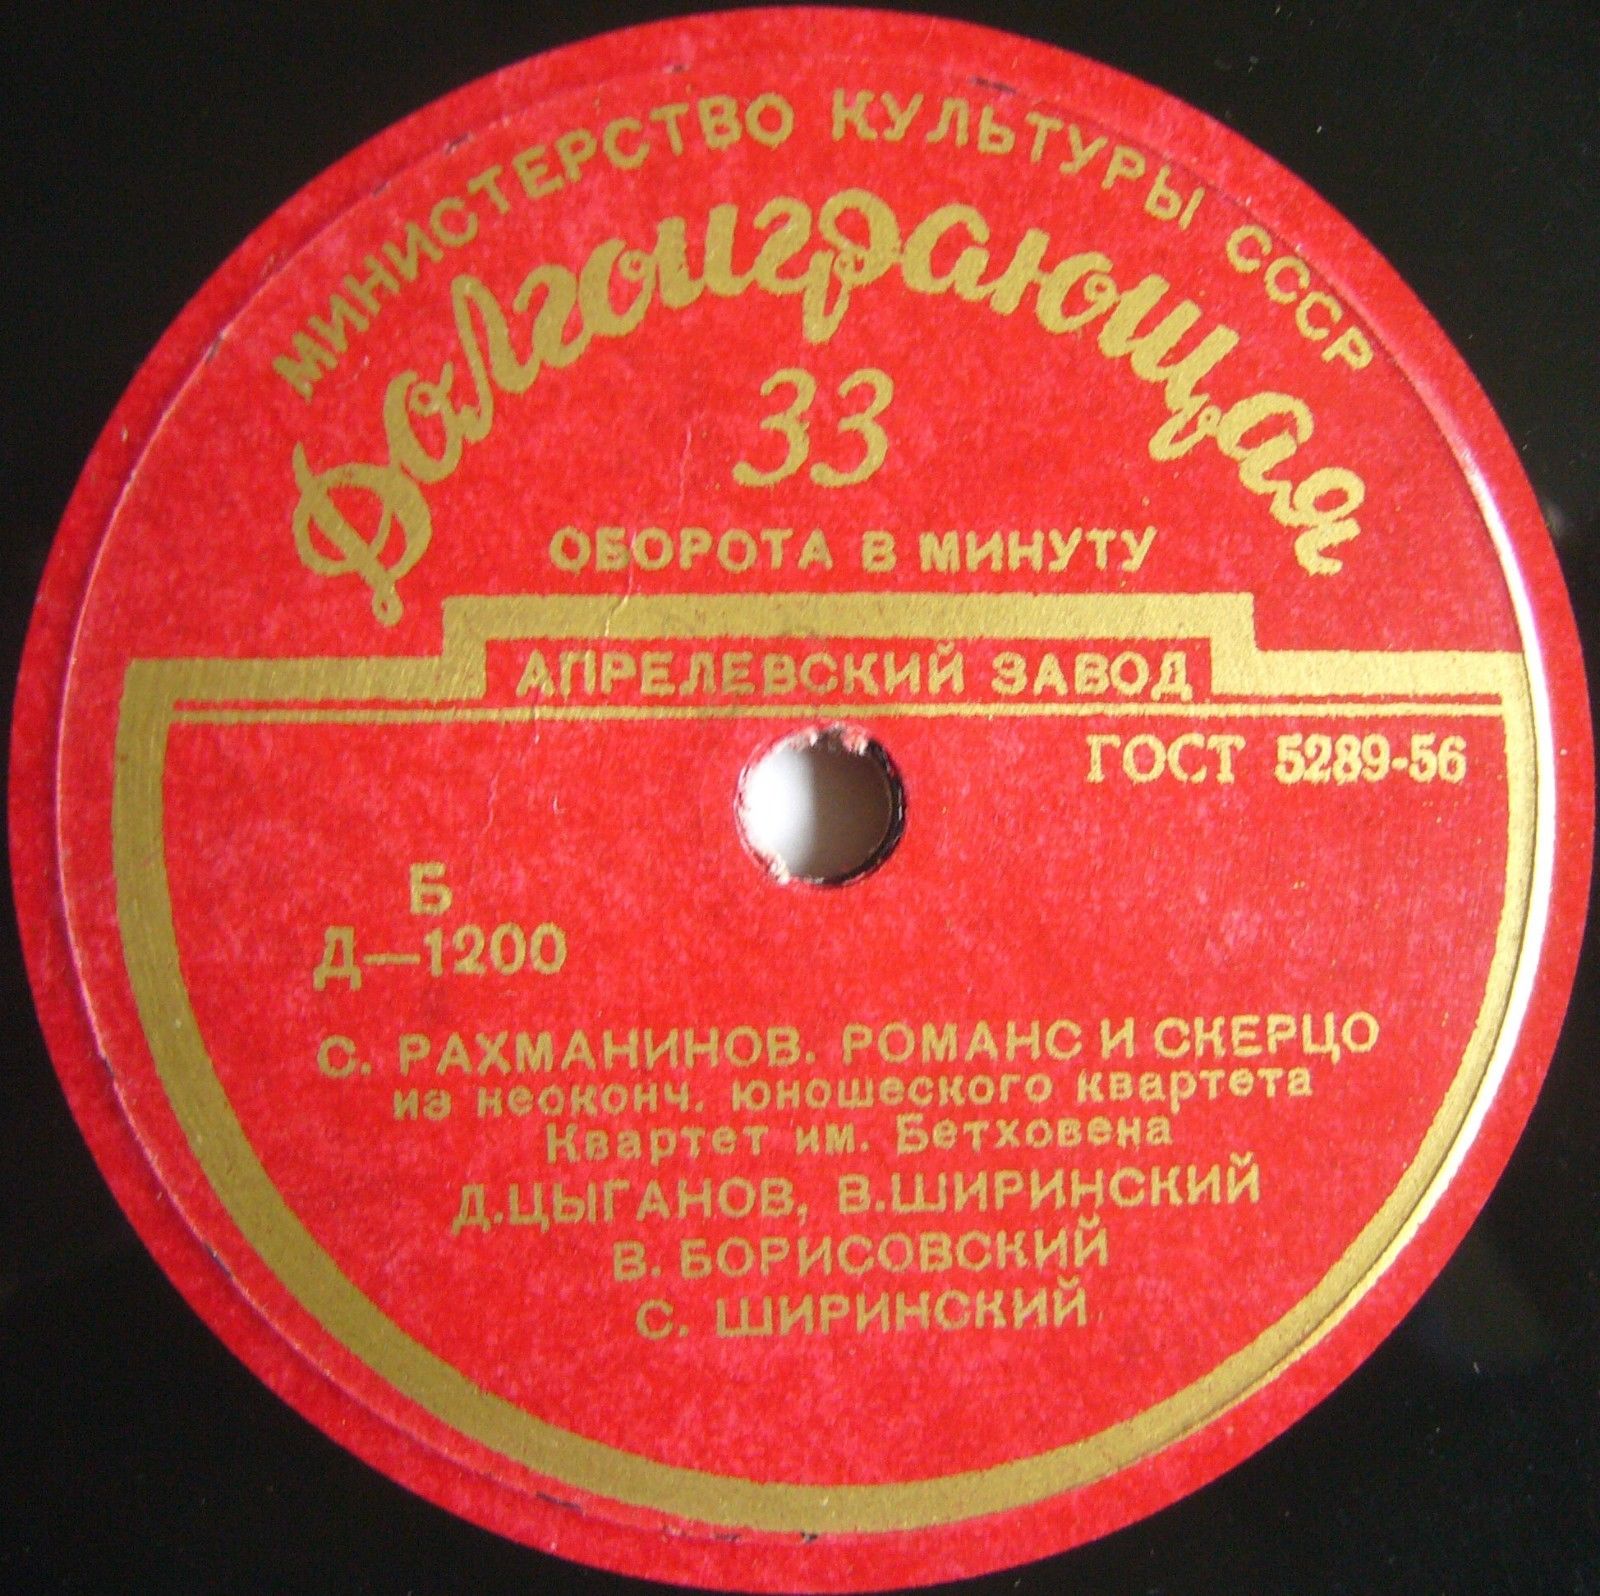 МИНИСТЕРСТВО КУЛЬТУРЫ СССР
Долгоиграющая
33
ОБОРОТА В МИНУТУ
АПРЕЛЕВСКИЙ ЗАВОД
ГОСТ 5289-56
Б
Д—1200
С. РАХМАНИНОВ. РОМАНС И СКЕРЦО
из неоконч. юношеского квартета
Квартет им. Бетховена
Д.ЦЫГАНОВ, В.ШИРИНСКИЙ
В. БОРИСОВСКИЙ
С. ШИРИНСКИЙ